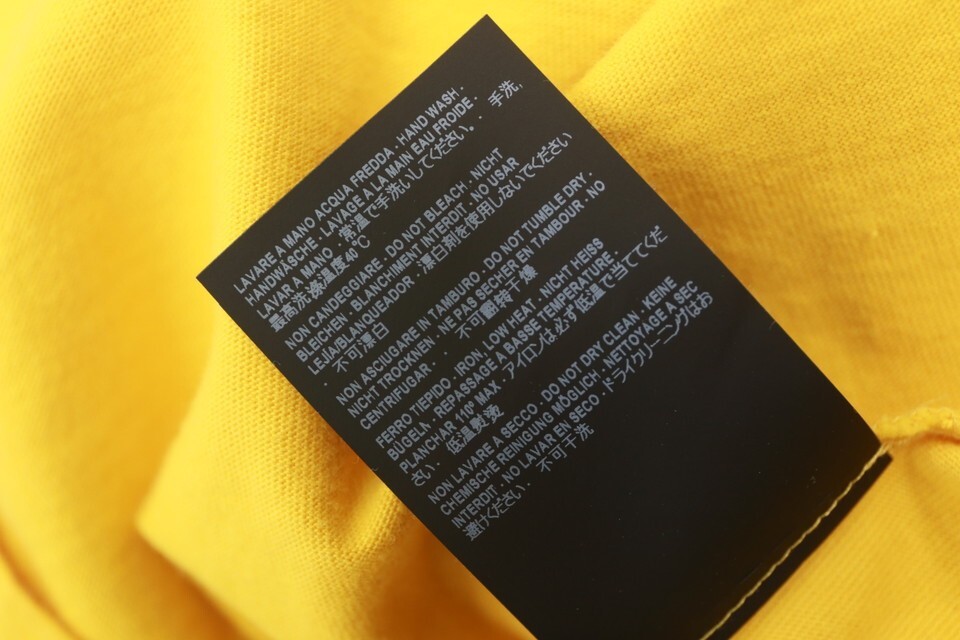 LAVARE A MANO ACQUA FREDDA . HAND WASH .
HANDWÄSCHE . LAVAGE A LA MAIN EAU FROIDE .
LAVAR A MANO . 常温で手洗いしてください。. 手洗,
最高洗滌温度40°C
NON CANDEGGIARE . DO NOT BLEACH . NICHT
BLEICHEN . BLANCHIMENT INTERDIT . NO USAR
LEJIA/BLANQUEADOR . 漂白剤を使用しないでください
. 不可漂白
NON ASCIUGARE IN TAMBURO . DO NOT TUMBLE DRY .
NICHT TROCKNEN . NE PAS SECHER EN TAMBOUR . NO
CENTRIFUGAR . . 不可翻轉干燥
FERRO TIEPIDO . IRON, LOW HEAT . NICHT HEISS
BÜGELN . REPASSAGE A BASSE TEMPERATURE .
PLANCHAR 110° MAX . アイロンは必ず低温で当ててくだ
さい . 低温熨烫
NON LAVARE A SECCO . DO NOT DRY CLEAN . KEINE
CHEMISCHE REINIGUNG MÖGLICH . NETTOYAGE A SEC
INTERDIT . NO LAVAR EN SECO . ドライクリーニングはお
避けください . 不可干洗